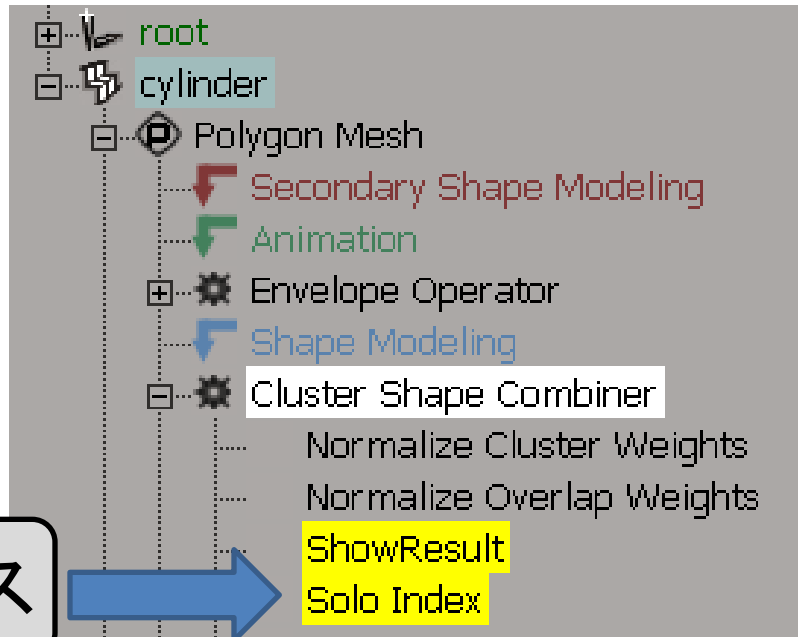 root
cylinder
Polygon Mesh
Secondary Shape Modeling
Animation
Envelope Operator
Shape Modeling
Cluster Shape Combiner
Normalize Cluster Weights
Normalize Overlap Weights
ShowResult
ス
Solo Index